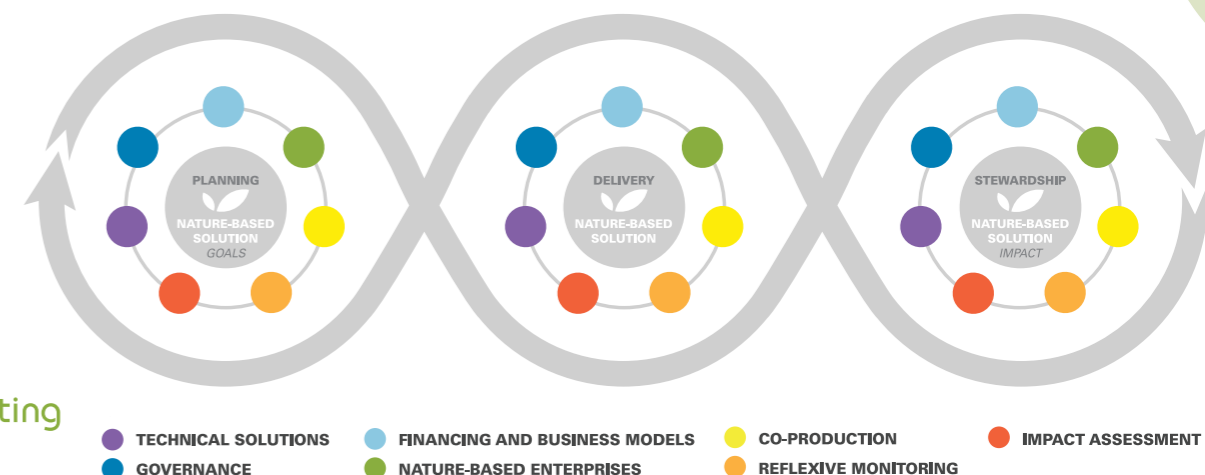 PLANNING
NATURE-BASED
SOLUTION
GOALS
DELIVERY
NATURE-BASED
SOLUTION
STEWARDSHIP
NATURE-BASED
SOLUTION
IMPACT
ting
TECHNICAL SOLUTIONS
FINANCING AND BUSINESS MODELS
CO-PRODUCTION
IMPACT ASSESSMENT
GOVERNANCE
NATURE-BASED ENTERPRISES
REFLEXIVE MONITORING